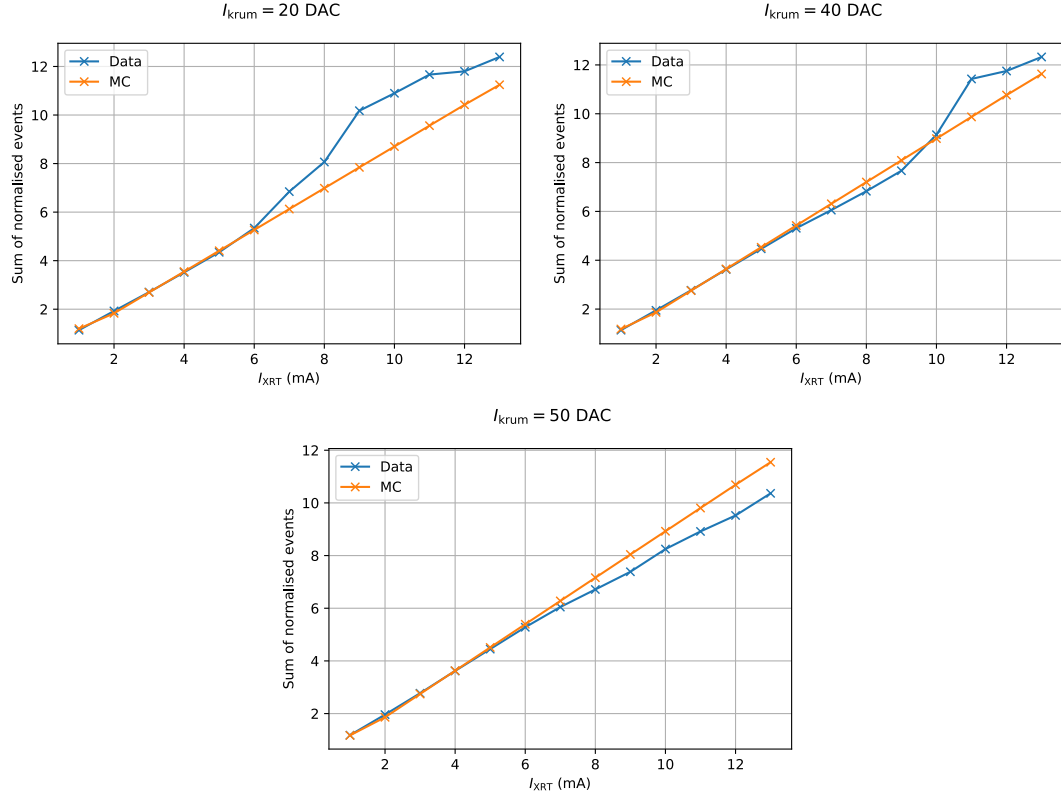 I_krum = 20 DAC
Data
MC
Sum of normalised events
12
10
8
6
4
2
2 4 6 8 10 12
I_XRT (mA)
I_krum = 40 DAC
Data
MC
Sum of normalised events
12
10
8
6
4
2
2 4 6 8 10 12
I_XRT (mA)
I_krum = 50 DAC
Data
MC
Sum of normalised events
12
10
8
6
4
2
2 4 6 8 10 12
I_XRT (mA)